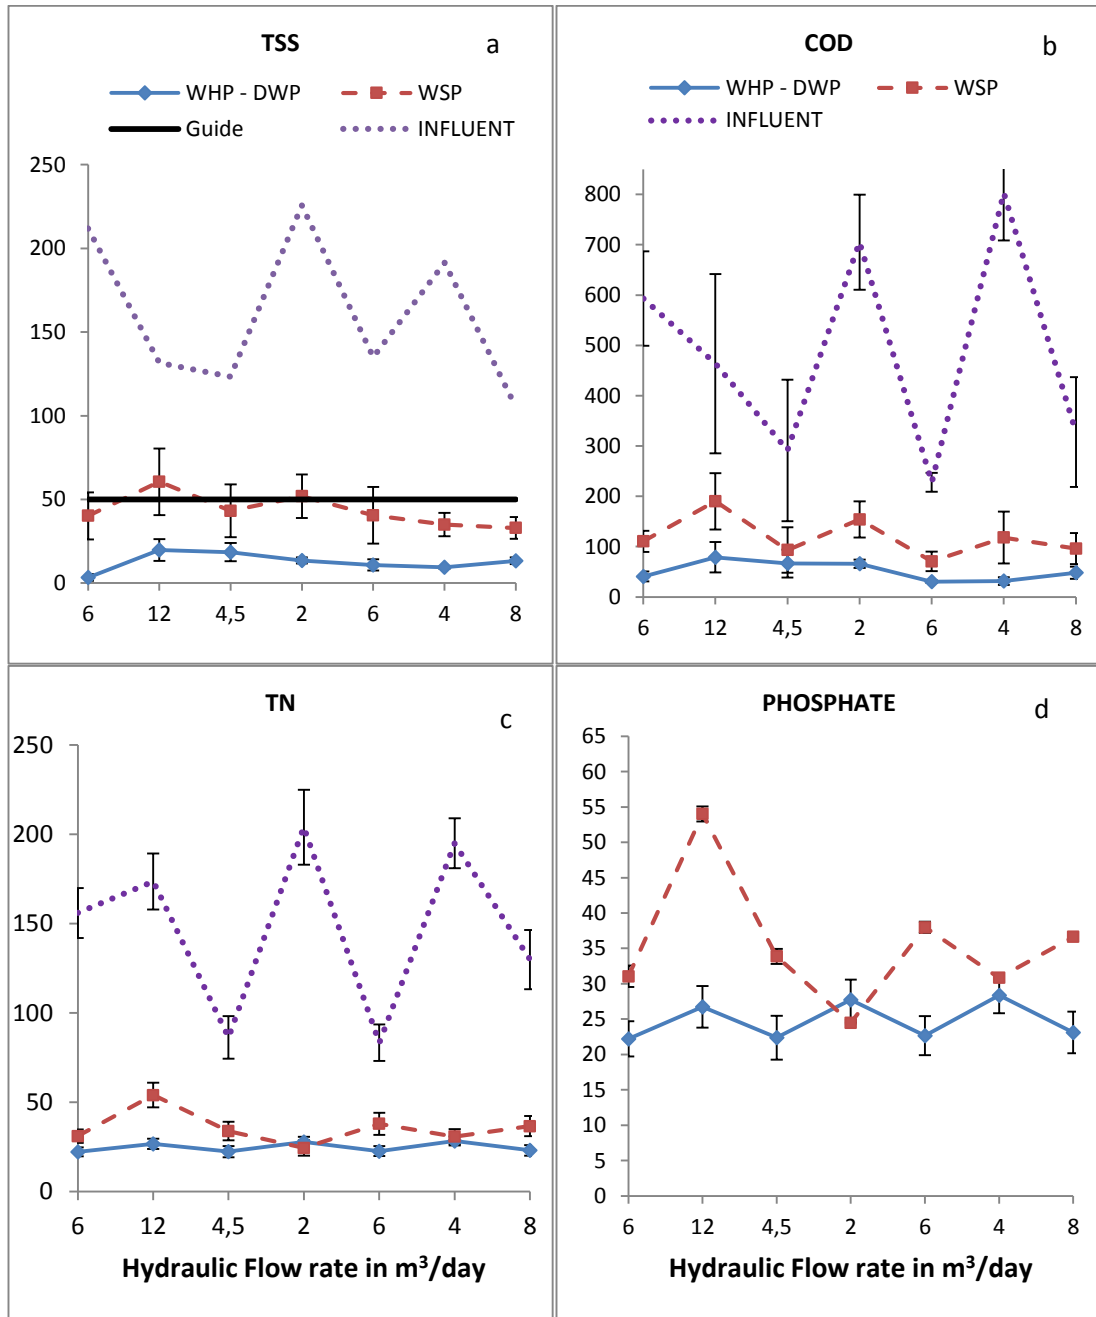 TSS
a
WHP - DWP
WSP
Guide
INFLUENT
250
200
150
100
50
0
6 12 4,5 2 6 4 8
COD
b
WHP - DWP
WSP
INFLUENT
800
700
600
500
400
300
200
100
0
6 12 4,5 2 6 4 8
TN
c
250
200
150
100
50
0
6 12 4,5 2 6 4 8
Hydraulic Flow rate in m³/day
PHOSPHATE
d
65
60
55
50
45
40
35
30
25
20
15
10
5
0
6 12 4,5 2 6 4 8
Hydraulic Flow rate in m³/day